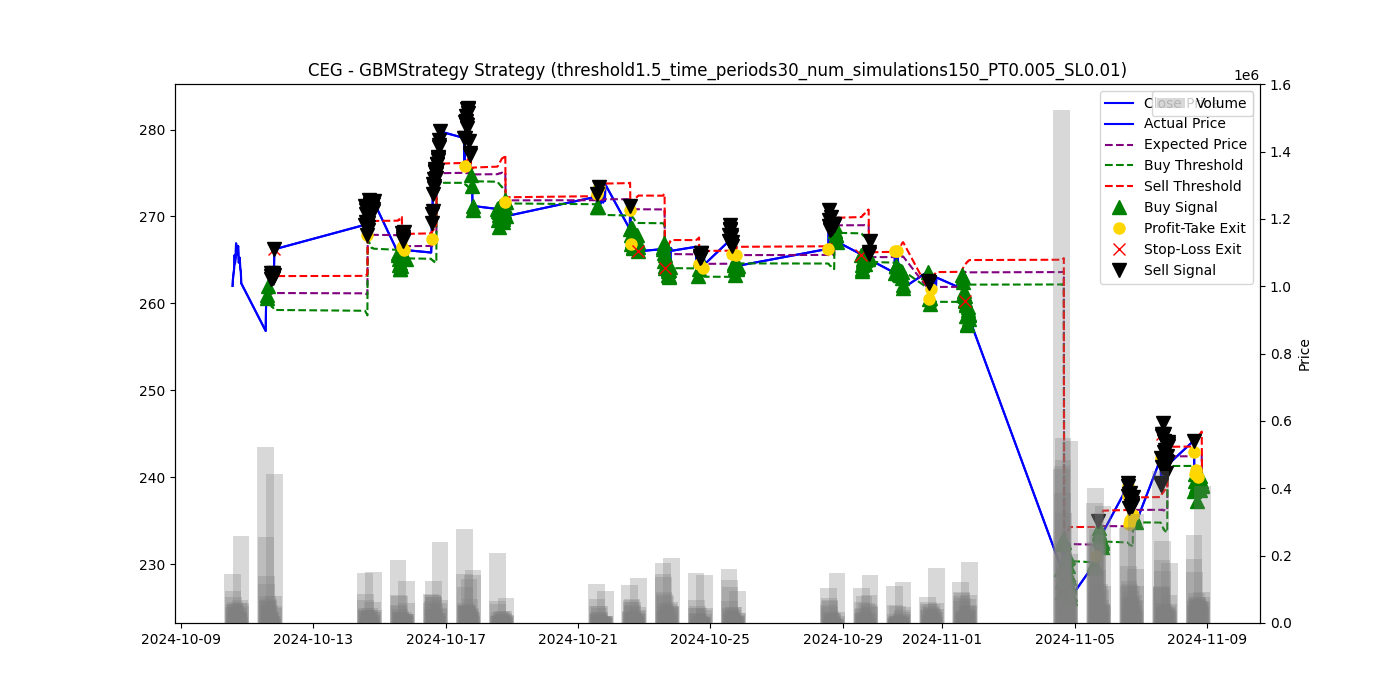 CEG - GBMStrategy Strategy (threshold1.5_time_periods30_num_simulations150_PT0.005_SL0.01)
1e6
1.6
1.4
1.2
1.0
0.8
0.6
0.4
0.2
0.0
Price
280
270
260
250
240
230
2024-10-09
2024-10-13
2024-10-17
2024-10-21
2024-10-25
2024-10-29
2024-11-01
2024-11-05
2024-11-09
Close Price
Volume
Actual Price
Expected Price
Buy Threshold
Sell Threshold
Buy Signal
Profit-Take Exit
Stop-Loss Exit
Sell Signal